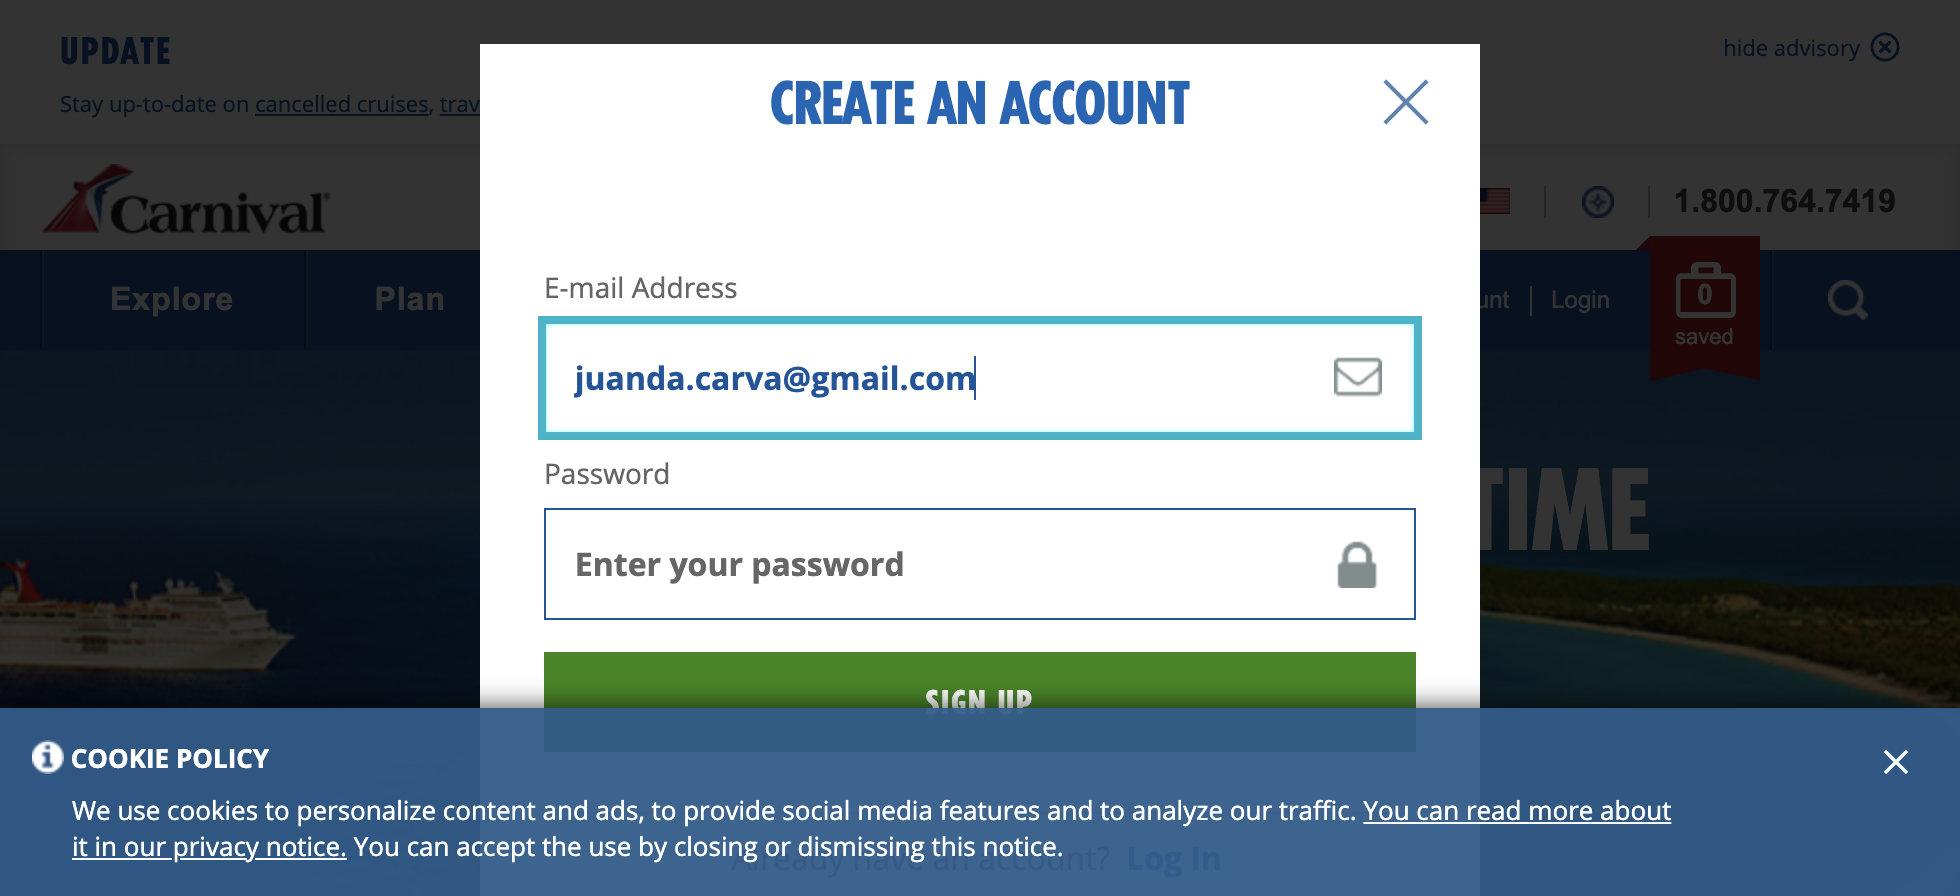 UPDATE
hide advisory
Stay up-to-date on cancelled cruises, trav
CREATE AN ACCOUNT
Carnival®
1.800.764.7419
Explore
Plan
unt
Login
0
saved
E-mail Address
juanda.carva@gmail.com
Password
Enter your password
TIME
SIGN UP
COOKIE POLICY
We use cookies to personalize content and ads, to provide social media features and to analyze our traffic. You can read more about
it in our privacy notice. You can accept the use by closing or dismissing this notice.
Already have an account? Log In